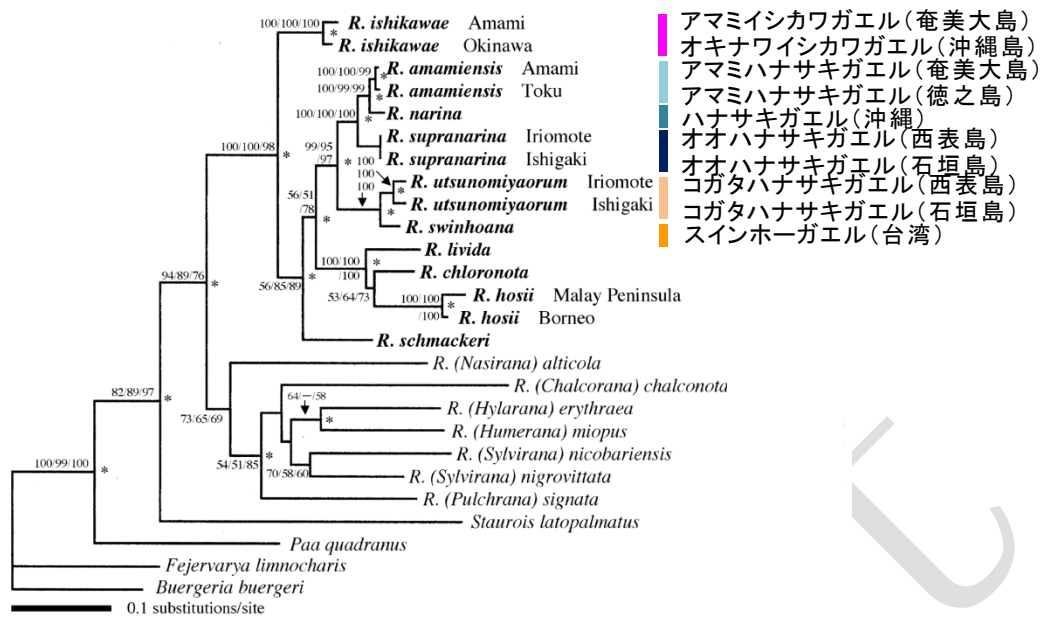 100/100/100
R. ishikawae Amami
*
R. ishikawae Okinawa
100/100/99
R. amamiensis Amami
*
100/99/99
R. amamiensis Toku
*
100/100/100
R. narina
*
R. supranarina Iriomote
99/95
/97
*
R. supranarina Ishigaki
100/100/98
*
100
100
100
R. utsunomiyaorum Iriomote
*
56/51
/78
R. utsunomiyaorum Ishigaki
*
R. swinhoana
*
R. livida
100/100
/100
*
R. chloronota
94/89/76
*
56/85/89
*
53/64/73
100/100
/100
*
R. hosii Malay Peninsula
R. hosii Borneo
R. schmackeri
R. (Nasirana) alticola
R. (Chalcorana) chalconota
82/89/97
*
64/—/58
R. (Hylarana) erythraea
*
73/65/69
R. (Humerana) miopus
R. (Sylvirana) nicobariensis
54/51/85
*
70/58/60
R. (Sylvirana) nigrovittata
100/99/100
*
R. (Pulchrana) signata
Staurois latopalmatus
Paa quadranus
Fejervarya limnocharis
Buergeria buergeri
0.1 substitutions/site
アマミイシカワガエル（奄美大島）
オキナワイシカワガエル（沖縄島）
アマミハナサキガエル（奄美大島）
アマミハナサキガエル（徳之島）
ハナサキガエル（沖縄）
オオハナサキガエル（西表島）
オオハナサキガエル（石垣島）
コガタハナサキガエル（西表島）
コガタハナサキガエル（石垣島）
スインホーガエル（台湾）